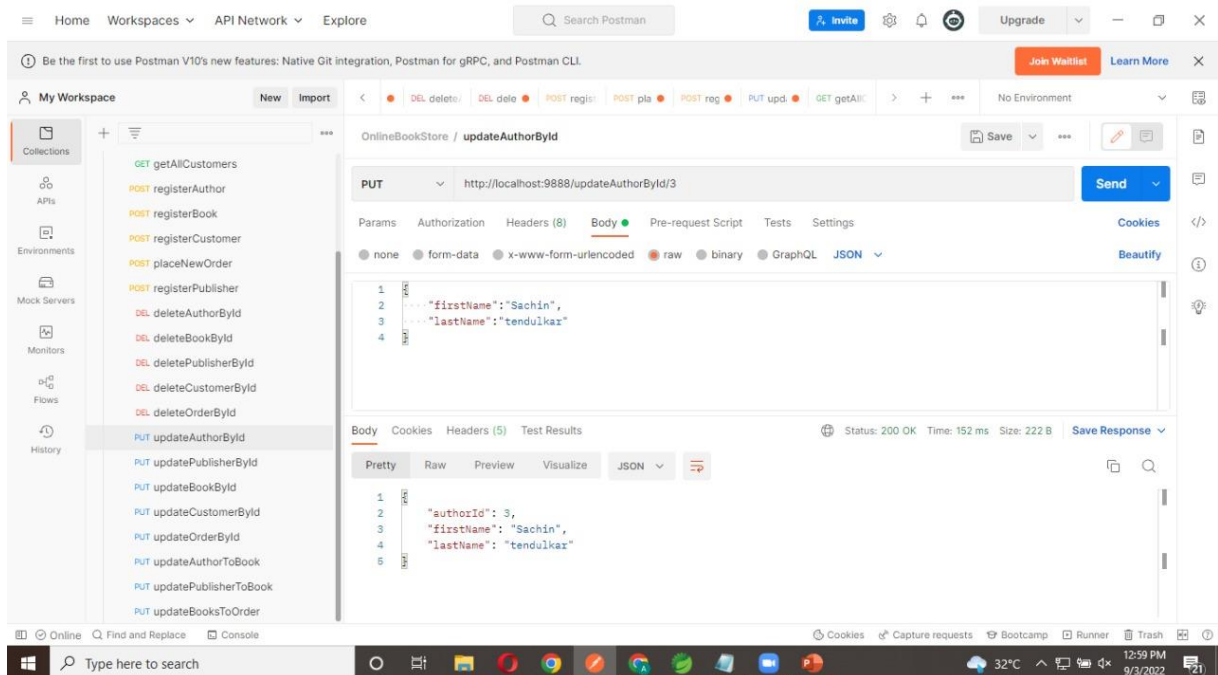 Home Workspaces API Network Explore Search Postman Invite Upgrade
Be the first to use Postman V10's new features: Native Git integration, Postman for gRPC, and Postman CLI. Join Waitlist Learn More
My Workspace New Import
DEL delete DEL dele POST regist POST pla POST reg PUT upd. GET getAllC No Environment
Collections
APIs
Environments
Mock Servers
Monitors
Flows
History
GET getAllCustomers
POST registerAuthor
POST registerBook
POST registerCustomer
POST placeNewOrder
POST registerPublisher
DEL deleteAuthorById
DEL deleteBookById
DEL deletePublisherById
DEL deleteCustomerById
DEL deleteOrderById
PUT updateAuthorById
PUT updatePublisherById
PUT updateBookById
PUT updateCustomerById
PUT updateOrderById
PUT updateAuthorToBook
PUT updatePublisherToBook
PUT updateBooksToOrder
OnlineBookStore / updateAuthorById Save
PUT http://localhost:9888/updateAuthorById/3 Send
Params Authorization Headers (8) Body Pre-request Script Tests Settings Cookies
none form-data x-www-form-urlencoded raw binary GraphQL JSON Beautify
1 {
2 "firstName":"Sachin",
3 "lastName":"tendulkar"
4 }
Body Cookies Headers (5) Test Results Status: 200 OK Time: 152 ms Size: 222 B Save Response
Pretty Raw Preview Visualize JSON
1 {
2 "authorId": 3,
3 "firstName": "Sachin",
4 "lastName": "tendulkar"
5 }
Online Find and Replace Console Cookies Capture requests Bootcamp Runner Trash
Type here to search 32°C 12:59 PM
9/3/2022 21